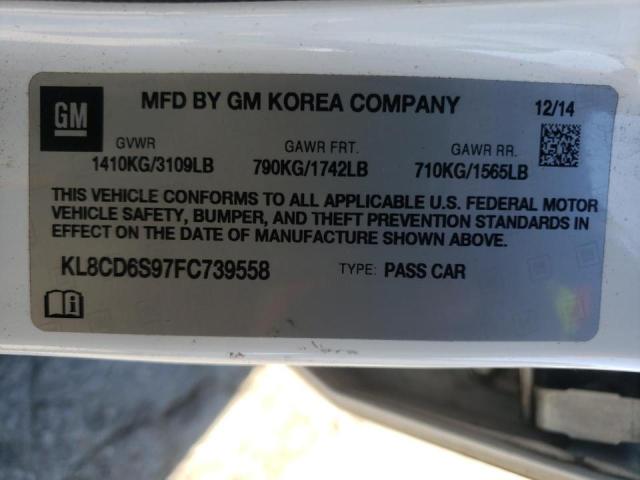 GM
MFD BY GM KOREA COMPANY 12/14
GVWR GAWR FRT. GAWR RR.
1410KG/3109LB 790KG/1742LB 710KG/1565LB
THIS VEHICLE CONFORMS TO ALL APPLICABLE U.S. FEDERAL MOTOR
VEHICLE SAFETY, BUMPER, AND THEFT PREVENTION STANDARDS IN
EFFECT ON THE DATE OF MANUFACTURE SHOWN ABOVE.
KL8CD6S97FC739558 TYPE: PASS CAR